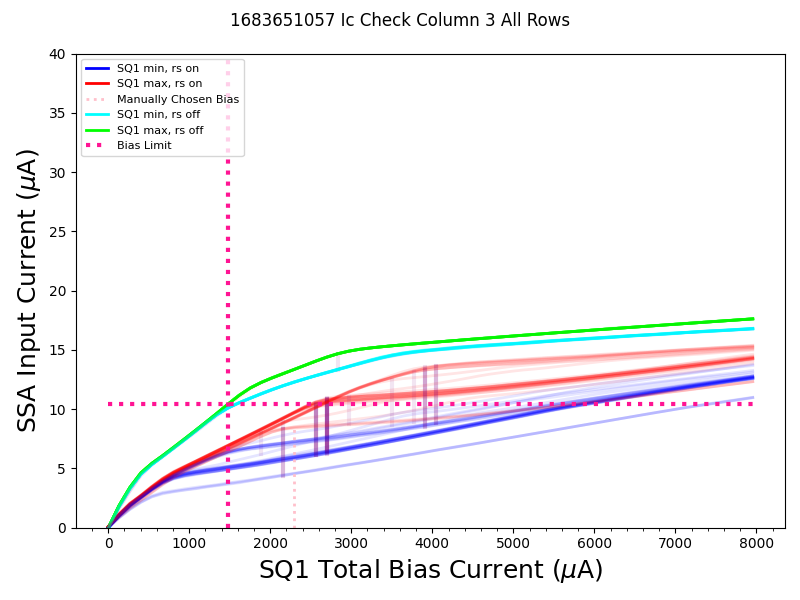 1683651057 Ic Check Column 3 All Rows
SQ1 min, rs on
SQ1 max, rs on
Manually Chosen Bias
SQ1 min, rs off
SQ1 max, rs off
Bias Limit
SSA Input Current (μA)
40
35
30
25
20
15
10
5
0
0 1000 2000 3000 4000 5000 6000 7000 8000
SQ1 Total Bias Current (μA)